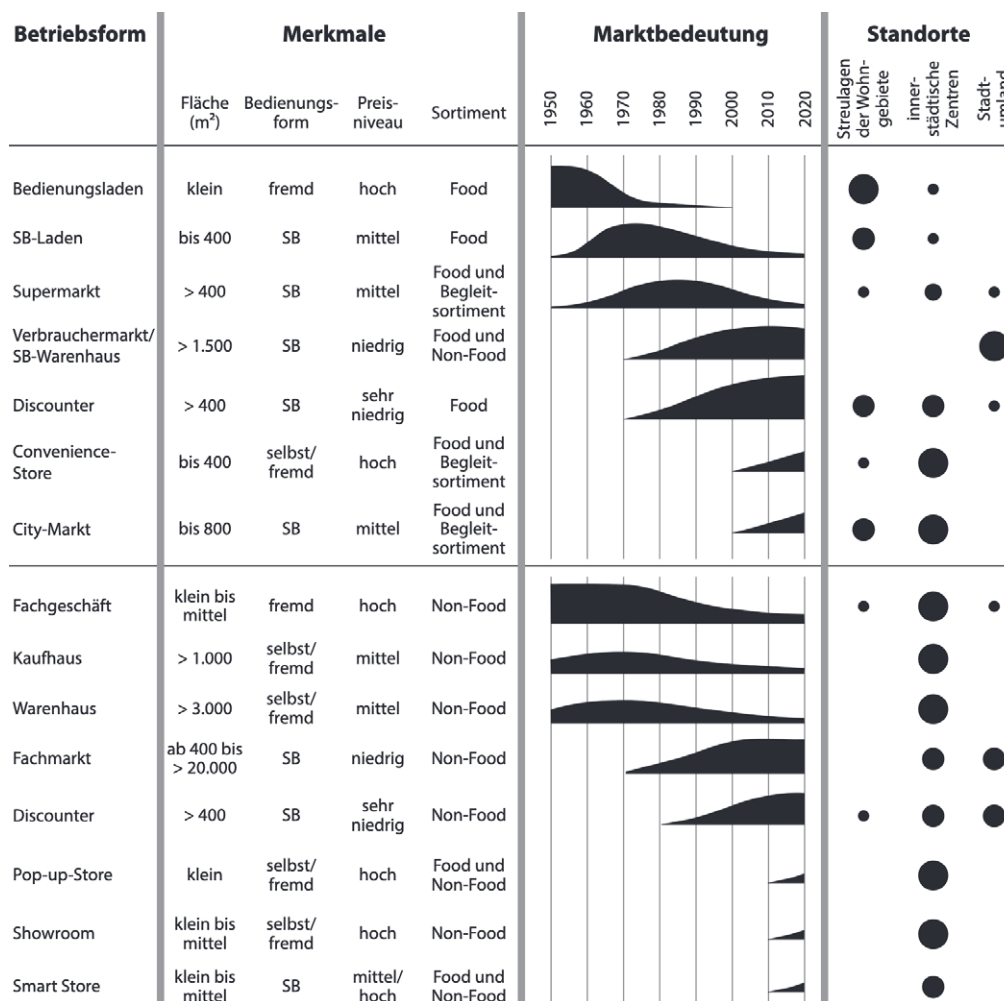 Betriebsform
Merkmale
Marktbedeutung
Standorte
Fläche
(m²)
Bedienungs-
form
Preis-
niveau
Sortiment
1950
1960
1970
1980
1990
2000
2010
2020
Streulagen
der Wohn-
gebiete
inner-
städtische
Zentren
Stadt-
umland
Bedienungsladen
klein
fremd
hoch
Food
SB-Laden
bis 400
SB
mittel
Food
Supermarkt
> 400
SB
mittel
Food und
Begleit-
sortiment
Verbrauchermarkt/
SB-Warenhaus
> 1.500
SB
niedrig
Food und
Non-Food
Discounter
> 400
SB
sehr
niedrig
Food
Convenience-
Store
bis 400
selbst/
fremd
hoch
Food und
Begleit-
sortiment
City-Markt
bis 800
SB
mittel
Food und
Begleit-
sortiment
Fachgeschäft
klein bis
mittel
fremd
hoch
Non-Food
Kaufhaus
> 1.000
selbst/
fremd
mittel
Non-Food
Warenhaus
> 3.000
selbst/
fremd
mittel
Non-Food
Fachmarkt
ab 400 bis
> 20.000
SB
niedrig
Non-Food
Discounter
> 400
SB
sehr
niedrig
Non-Food
Pop-up-Store
klein
selbst/
fremd
hoch
Food und
Non-Food
Showroom
klein bis
mittel
selbst/
fremd
hoch
Non-Food
Smart Store
klein bis
mittel
SB
mittel/
hoch
Food und
Non-Food